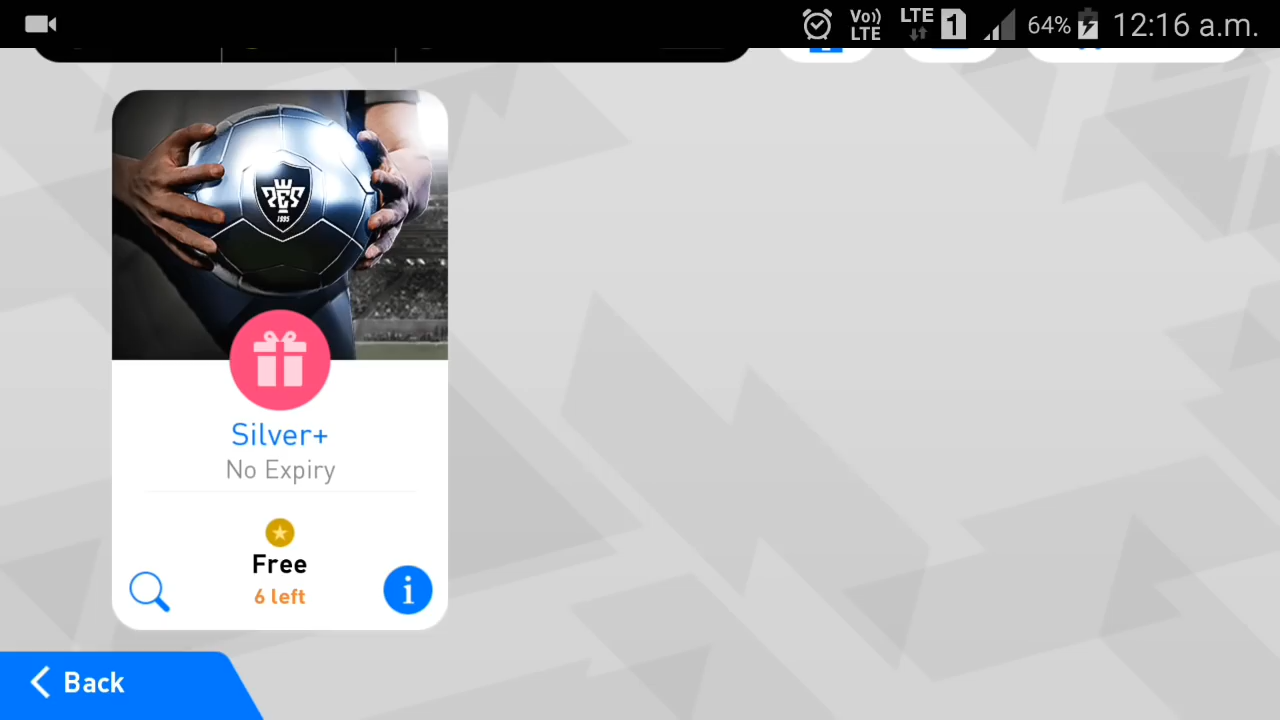 Vo))
LTE
LTE
1
64%
12:16 a.m.
PES
1995
Silver+
No Expiry
Free
6 left
i
Back